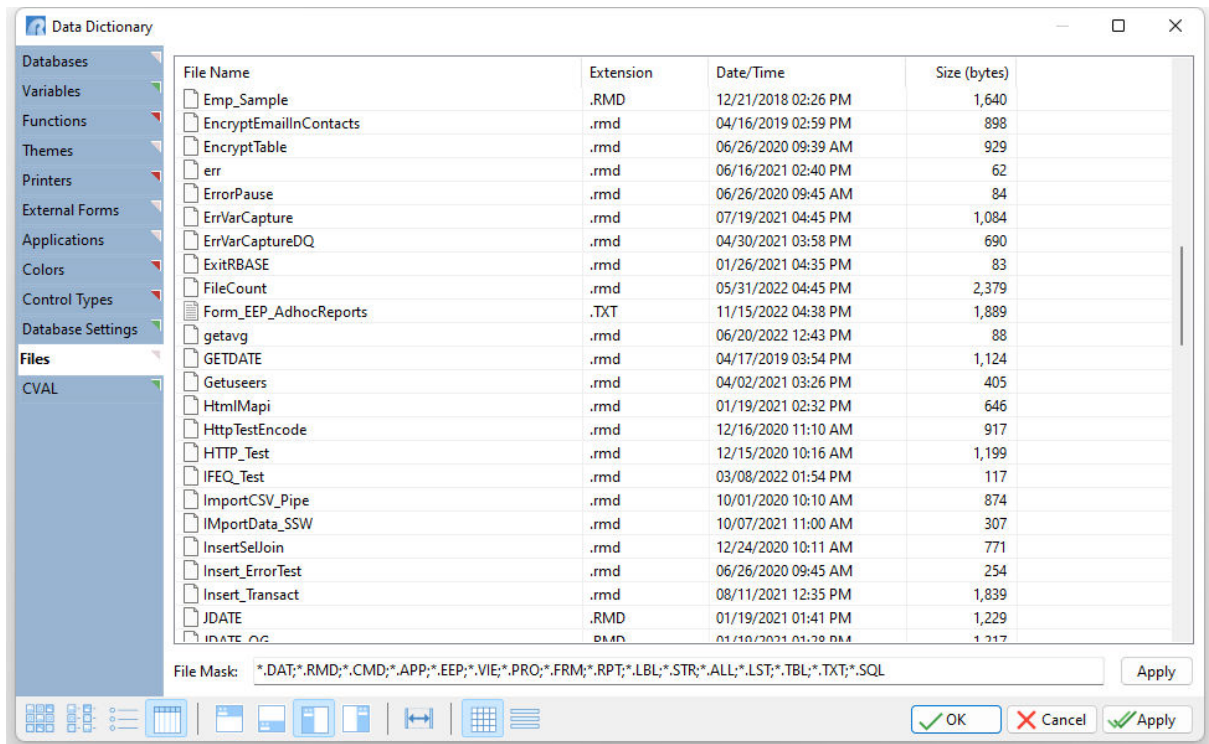 Data Dictionary
Databases
Variables
Functions
Themes
Printers
External Forms
Applications
Colors
Control Types
Database Settings
Files
CVAL
File Name Extension Date/Time Size (bytes)
Emp_Sample .RMD 12/21/2018 02:26 PM 1,640
EncryptEmailInContacts .rmd 04/16/2019 02:59 PM 898
EncryptTable .rmd 06/26/2020 09:39 AM 929
err .rmd 06/16/2021 02:40 PM 62
ErrorPause .rmd 06/26/2020 09:45 AM 84
ErrVarCapture .rmd 07/19/2021 04:45 PM 1,084
ErrVarCaptureDQ .rmd 04/30/2021 03:58 PM 690
ExitRBASE .rmd 01/26/2021 04:35 PM 83
FileCount .rmd 05/31/2022 04:45 PM 2,379
Form_EEP_AdhocReports .TXT 11/15/2022 04:38 PM 1,889
getavg .rmd 06/20/2022 12:43 PM 88
GETDATE .rmd 04/17/2019 03:54 PM 1,124
Getuseers .rmd 04/02/2021 03:26 PM 405
HtmlMapi .rmd 01/19/2021 02:32 PM 646
HttpTestEncode .rmd 12/16/2020 11:10 AM 917
HTTP_Test .rmd 12/15/2020 10:16 AM 1,199
IFEQ_Test .rmd 03/08/2022 01:54 PM 117
ImportCSV_Pipe .rmd 10/01/2020 10:10 AM 874
IMportData_SSW .rmd 10/07/2021 11:00 AM 307
InsertSelJoin .rmd 12/24/2020 10:11 AM 771
Insert_ErrorTest .rmd 06/26/2020 09:45 AM 254
Insert_Transact .rmd 08/11/2021 12:35 PM 1,839
JDATE .RMD 01/19/2021 01:41 PM 1,229
JDATE_OG .RMD 01/19/2021 01:28 PM 1,217
File Mask: *.DAT;*.RMD;*.CMD;*.APP;*.EEP;*.VIE;*.PRO;*.FRM;*.RPT;*.LBL;*.STR;*.ALL;*.LST;*.TBL;*.TXT;*.SQL Apply
OK Cancel Apply